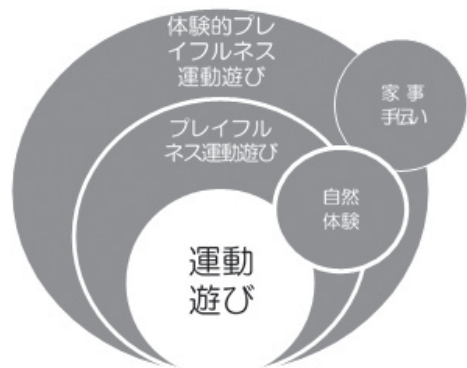 体験的プレ
イフルネス
運動遊び
家事
手伝い
プレイフル
ネス運動遊び
自然
体験
運動
遊び